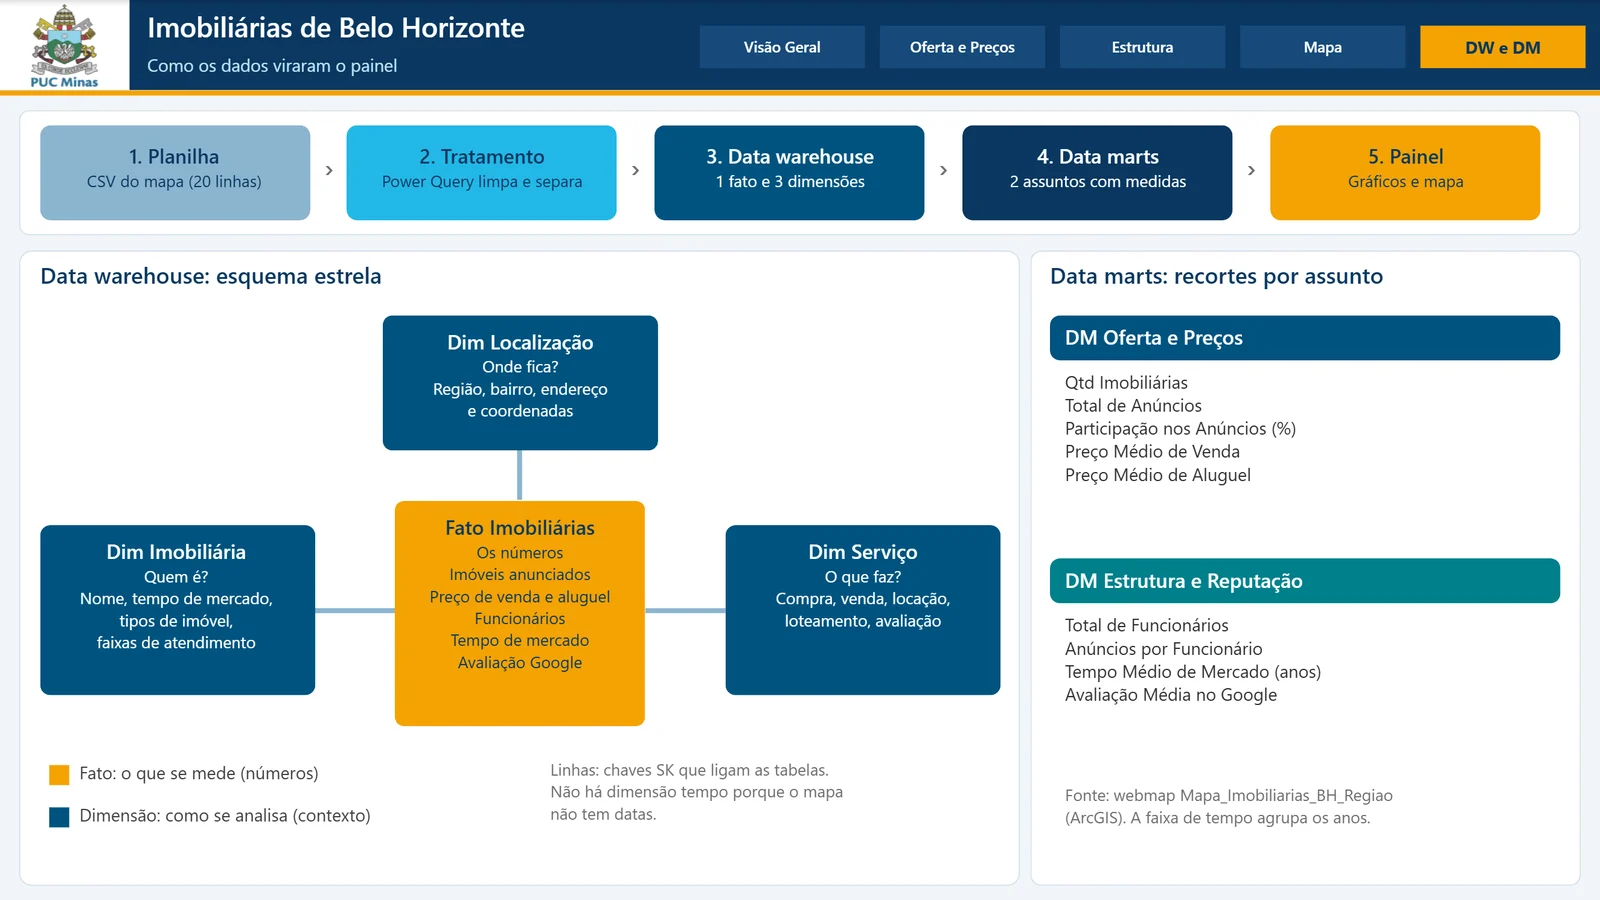 PUC Minas
Imobiliárias de Belo Horizonte
Como os dados viraram o painel
Visão Geral
Oferta e Preços
Estrutura
Mapa
DW e DM
1. Planilha
CSV do mapa (20 linhas)
›
2. Tratamento
Power Query limpa e separa
›
3. Data warehouse
1 fato e 3 dimensões
›
4. Data marts
2 assuntos com medidas
›
5. Painel
Gráficos e mapa
Data warehouse: esquema estrela
Dim Localização
Onde fica?
Região, bairro, endereço
e coordenadas
Dim Imobiliária
Quem é?
Nome, tempo de mercado,
tipos de imóvel,
faixas de atendimento
Fato Imobiliárias
Os números
Imóveis anunciados
Preço de venda e aluguel
Funcionários
Tempo de mercado
Avaliação Google
Dim Serviço
O que faz?
Compra, venda, locação,
loteamento, avaliação
Fato: o que se mede (números)
Dimensão: como se analisa (contexto)
Linhas: chaves SK que ligam as tabelas.
Não há dimensão tempo porque o mapa
não tem datas.
Data marts: recortes por assunto
DM Oferta e Preços
Qtd Imobiliárias
Total de Anúncios
Participação nos Anúncios (%)
Preço Médio de Venda
Preço Médio de Aluguel
DM Estrutura e Reputação
Total de Funcionários
Anúncios por Funcionário
Tempo Médio de Mercado (anos)
Avaliação Média no Google
Fonte: webmap Mapa_Imobiliarias_BH_Regiao
(ArcGIS). A faixa de tempo agrupa os anos.